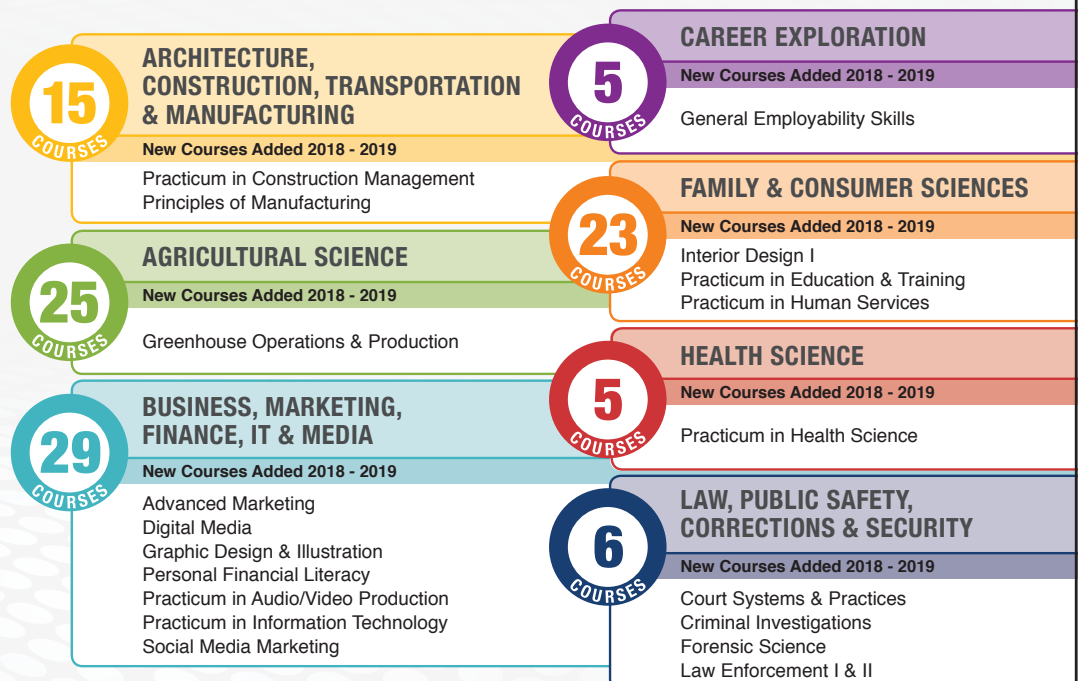 15
COURSES
ARCHITECTURE,
CONSTRUCTION, TRANSPORTATION
& MANUFACTURING
New Courses Added 2018 - 2019
Practicum in Construction Management
Principles of Manufacturing
25
COURSES
AGRICULTURAL SCIENCE
New Courses Added 2018 - 2019
Greenhouse Operations & Production
29
COURSES
BUSINESS, MARKETING,
FINANCE, IT & MEDIA
New Courses Added 2018 - 2019
Advanced Marketing
Digital Media
Graphic Design & Illustration
Personal Financial Literacy
Practicum in Audio/Video Production
Practicum in Information Technology
Social Media Marketing
5
COURSES
CAREER EXPLORATION
New Courses Added 2018 - 2019
General Employability Skills
23
COURSES
FAMILY & CONSUMER SCIENCES
New Courses Added 2018 - 2019
Interior Design I
Practicum in Education & Training
Practicum in Human Services
5
COURSES
HEALTH SCIENCE
New Courses Added 2018 - 2019
Practicum in Health Science
6
COURSES
LAW, PUBLIC SAFETY,
CORRECTIONS & SECURITY
New Courses Added 2018 - 2019
Court Systems & Practices
Criminal Investigations
Forensic Science
Law Enforcement I & II